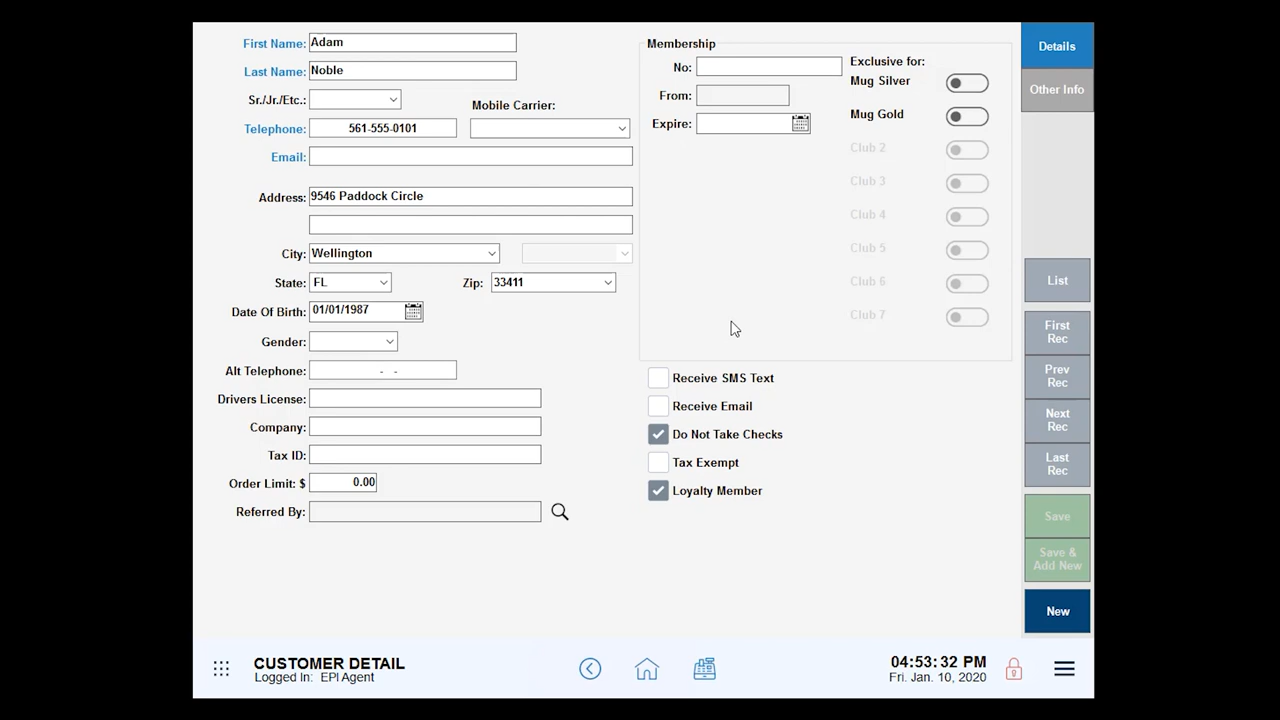 First Name: Adam
Last Name: Noble
Sr./Jr./Etc.:
Mobile Carrier:
Telephone: 561-555-0101
Email:
Address: 9546 Paddock Circle
City: Wellington
State: FL Zip: 33411
Date Of Birth: 01/01/1987
Gender:
Alt Telephone: - -
Drivers License:
Company:
Tax ID:
Order Limit: $ 0.00
Referred By:
Membership
No:
From:
Expire:
Exclusive for:
Mug Silver
Mug Gold
Club 2
Club 3
Club 4
Club 5
Club 6
Club 7
Receive SMS Text
Receive Email
Do Not Take Checks
Tax Exempt
Loyalty Member
Details
Other Info
List
First
Rec
Prev
Rec
Next
Rec
Last
Rec
Save
Save &
Add New
New
CUSTOMER DETAIL
Logged In: EPI Agent
04:53:32 PM
Fri. Jan. 10, 2020